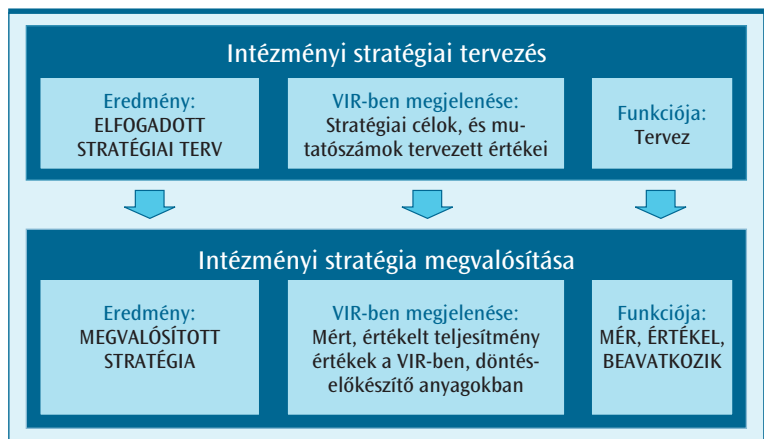 Intézményi stratégiai tervezés
Eredmény:
ELFOGADOTT
STRATÉGIAI TERV
VIR-ben megjelenése:
Stratégiai célok, és mu-
tatószámok tervezett értékei
Funkciója:
Tervez
Intézményi stratégia megvalósítása
Eredmény:
MEGVALÓSÍTOTT
STRATÉGIA
VIR-ben megjelenése:
Mért, értékelt teljesítmény
értékek a VIR-ben, döntés-
előkészítő anyagokban
Funkciója:
MÉR, ÉRTÉKEL,
BEAVATKOZIK